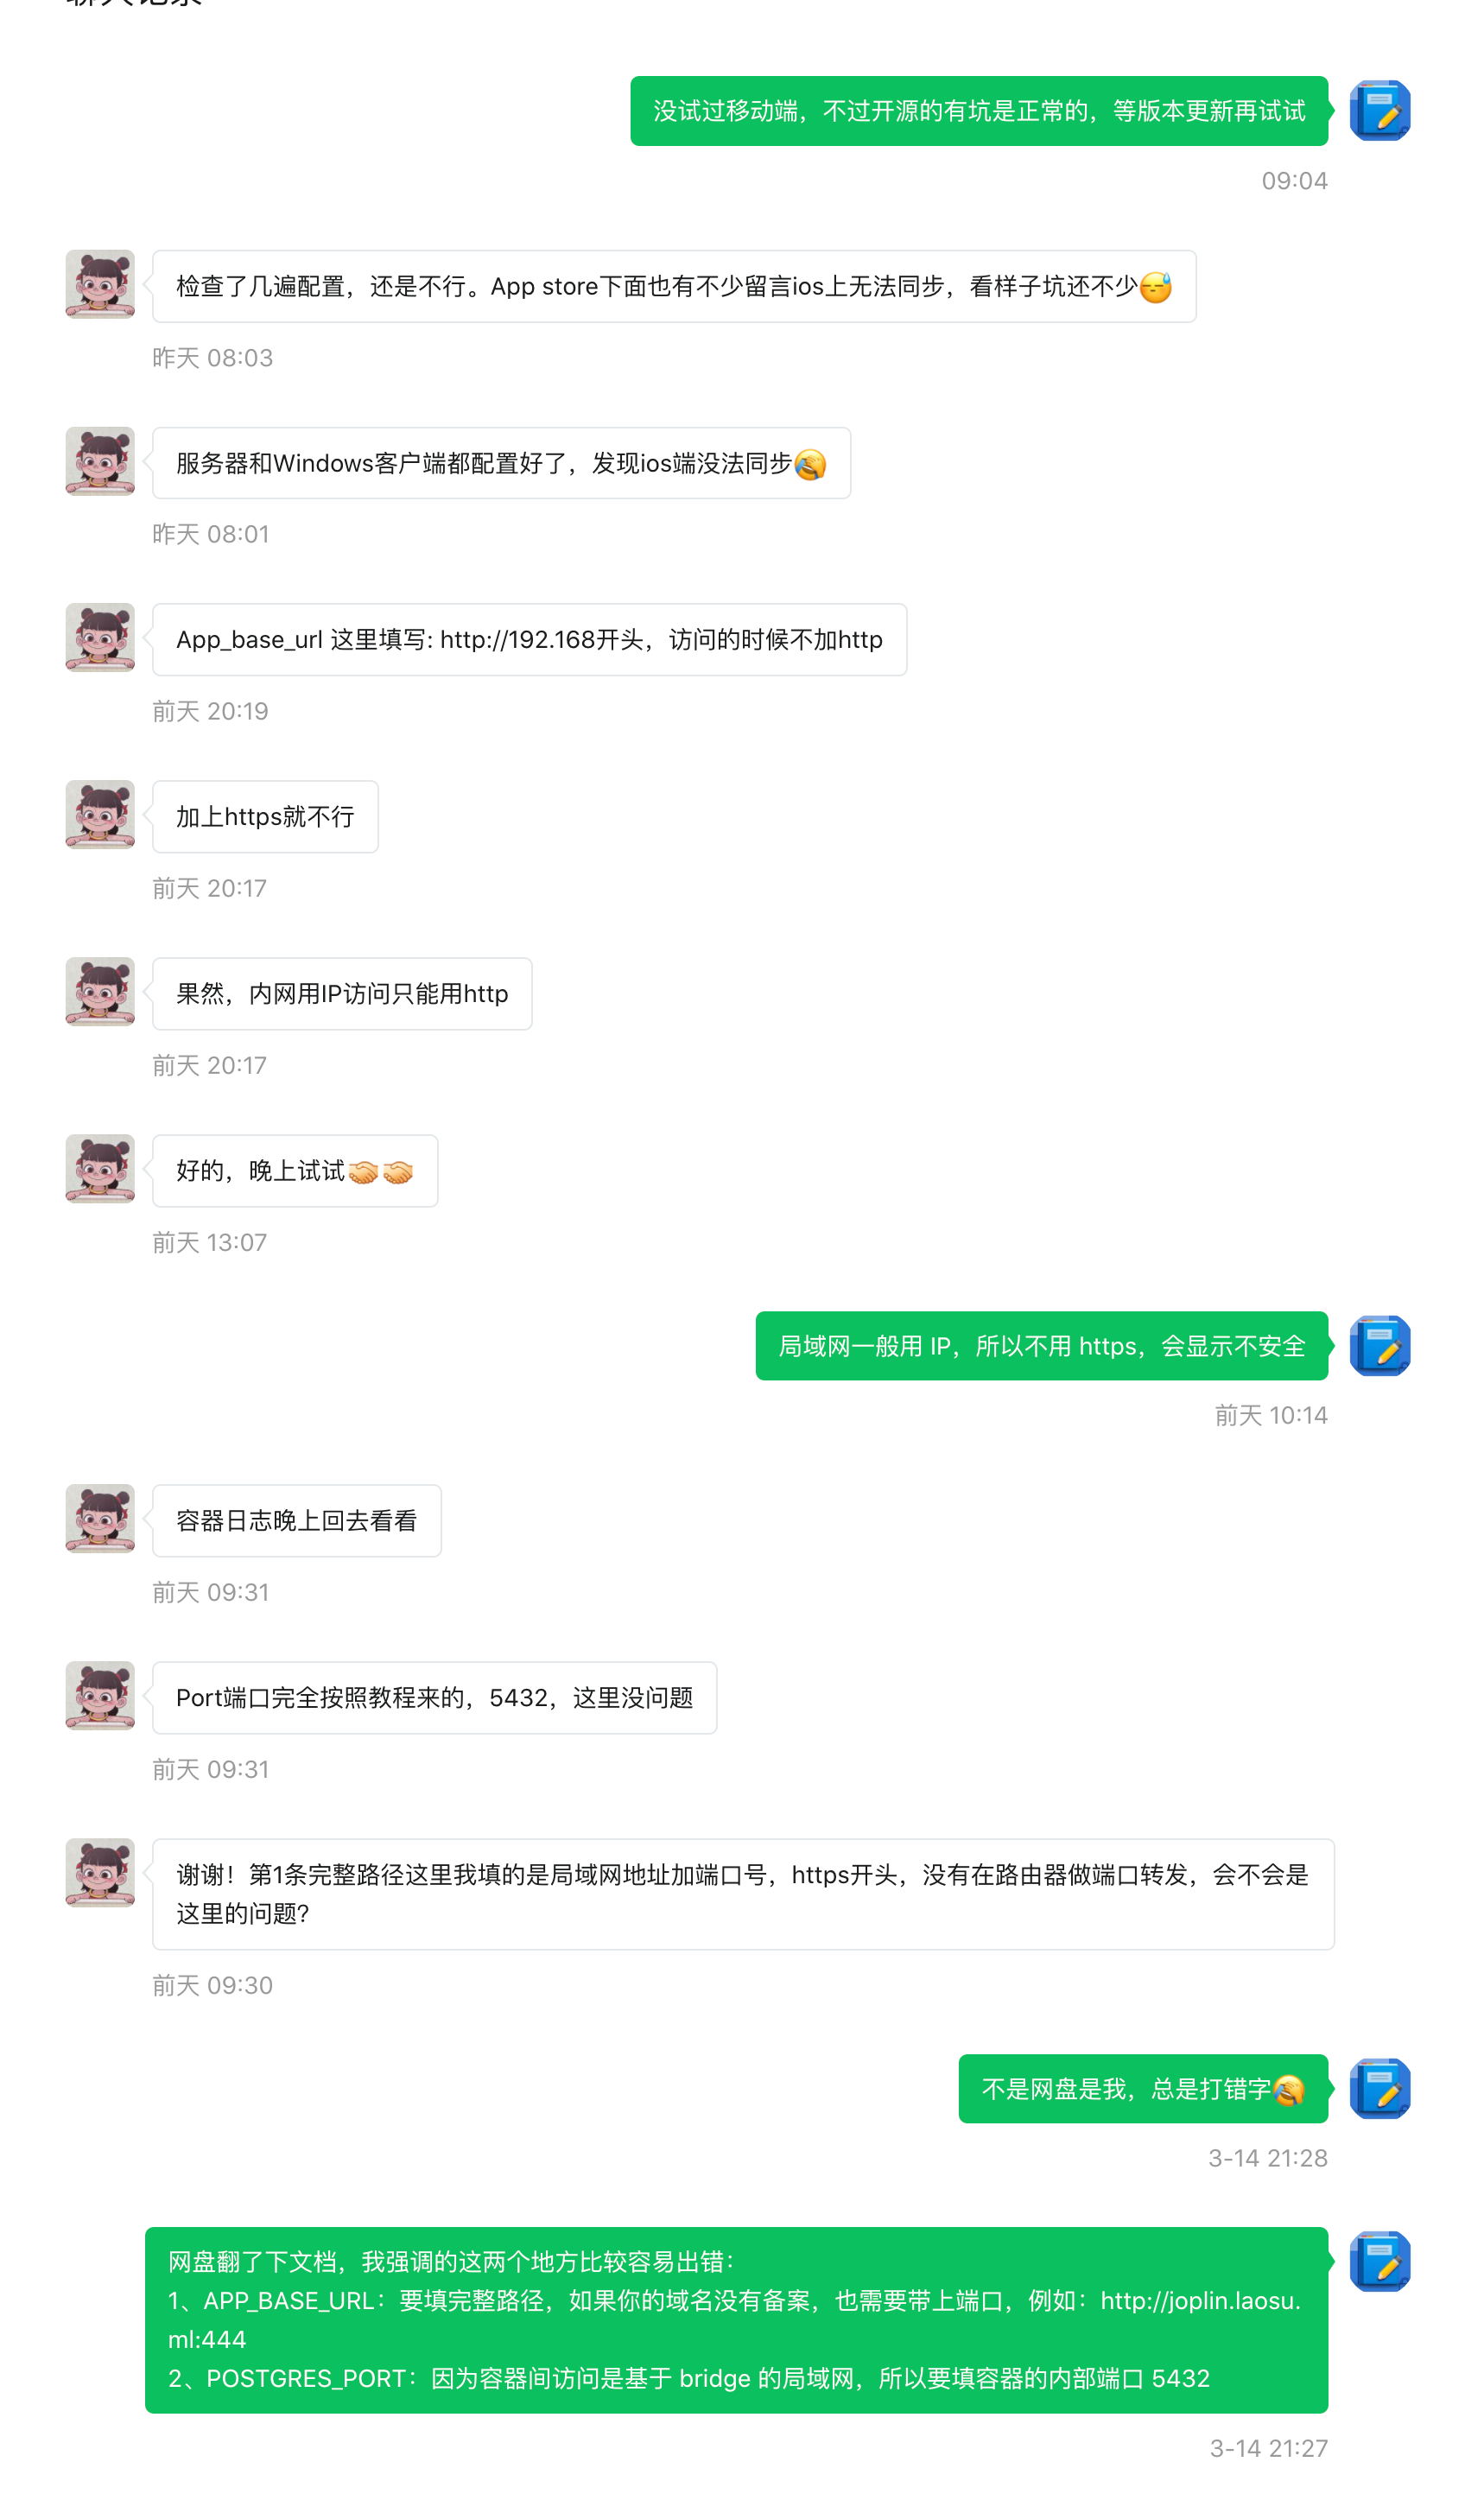 没试过移动端，不过开源的有坑是正常的，等版本更新再试试
09:04
检查了几遍配置，还是不行。App store下面也有不少留言ios上无法同步，看样子坑还不少😅
昨天 08:03
服务器和Windows客户端都配置好了，发现ios端没法同步
昨天 08:01
App_base_url 这里填写: http://192.168开头，访问的时候不加http
前天 20:19
加上https就不行
前天 20:17
果然，内网用IP访问只能用http
前天 20:17
好的，晚上试试🤝🤝
前天 13:07
局域网一般用 IP，所以不用 https，会显示不安全
前天 10:14
容器日志晚上回去看看
前天 09:31
Port端口完全按照教程来的，5432，这里没问题
前天 09:31
谢谢！第1条完整路径这里我填的是局域网地址加端口号，https开头，没有在路由器做端口转发，会不会是
这里的问题?
前天 09:30
不是网盘是我，总是打错字
3-14 21:28
网盘翻了下文档，我强调的这两个地方比较容易出错：
1、APP_BASE_URL：要填完整路径，如果你的域名没有备案，也需要带上端口，例如：http://joplin.laosu.
ml:444
2、POSTGRES_PORT：因为容器间访问是基于 bridge 的局域网，所以要填容器的内部端口 5432
3-14 21:27